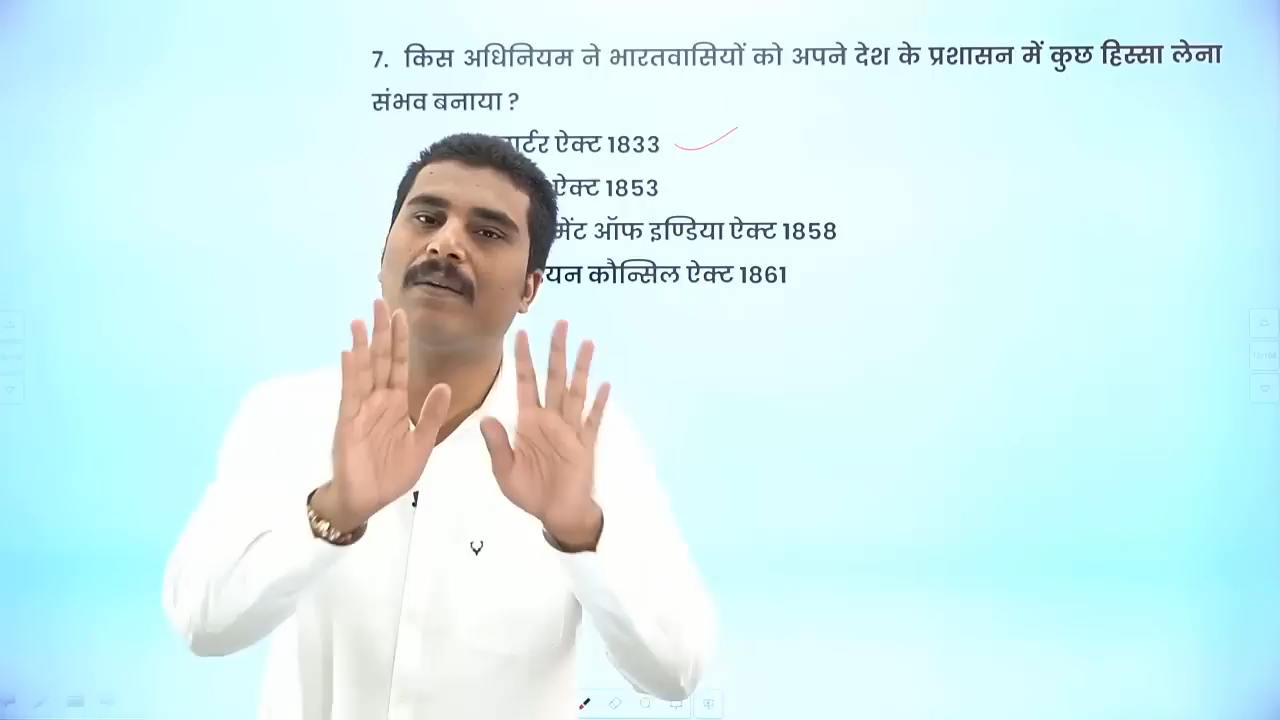 7. किस अधिनियम ने भारतवासियों को अपने देश के प्रशासन में कुछ हिस्सा लेना
संभव बनाया ?
ऐक्ट 1833
ऐक्ट 1853
ऑफ इण्डिया ऐक्ट 1858
कौन्सिल ऐक्ट 1861